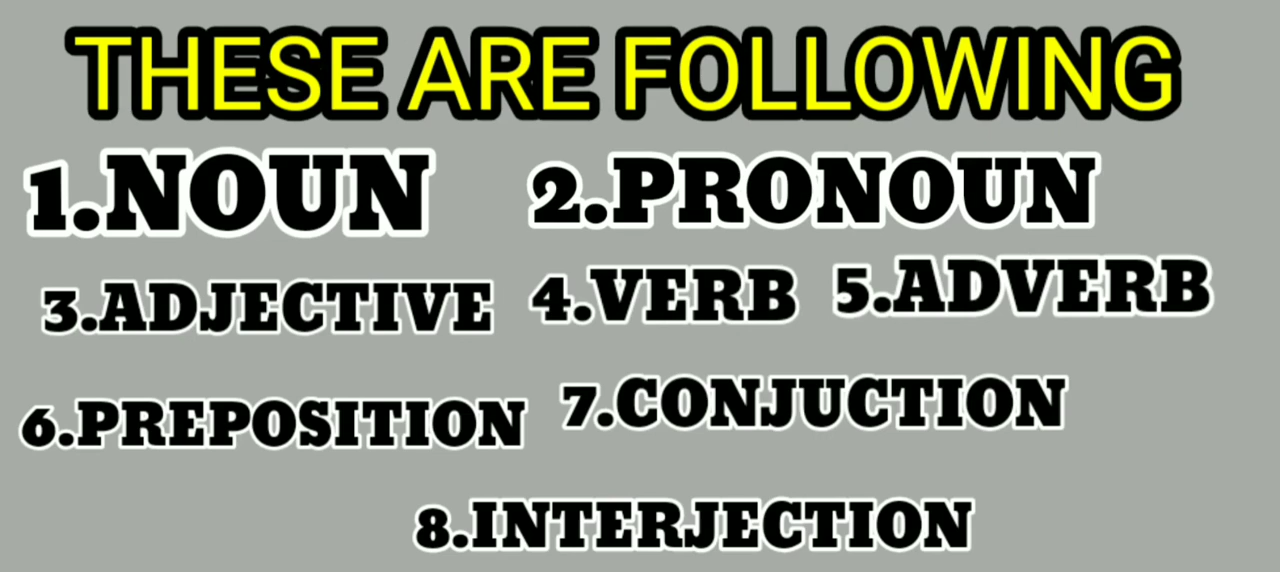 THESE ARE FOLLOWING
1.NOUN 2.PRONOUN
3.ADJECTIVE 4.VERB 5.ADVERB
6.PREPOSITION 7.CONJUCTION
8.INTERJECTION